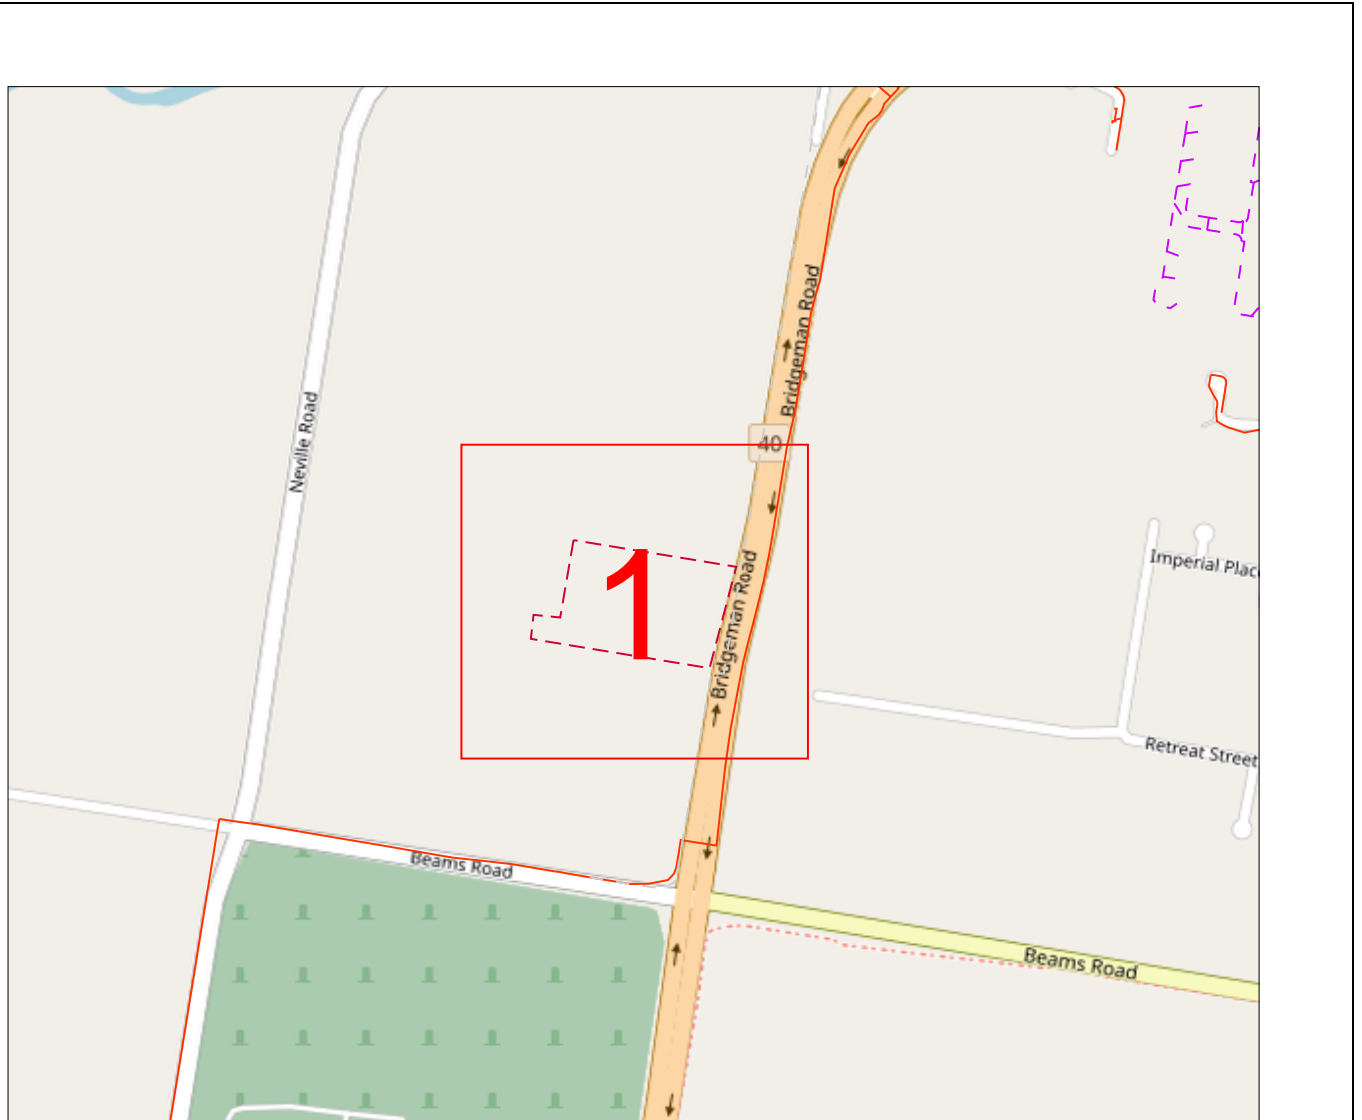 Bridgeman Road
Neville Road
40
1
Bridgeman Road
Imperial Plac
Retreat Street
Beams Road
Beams Road